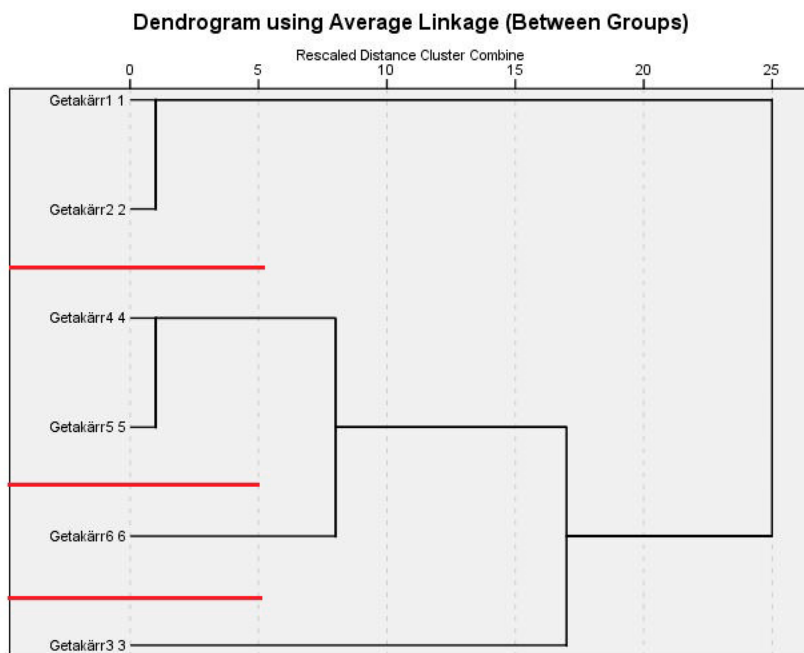 Dendrogram using Average Linkage (Between Groups)
Rescaled Distance Cluster Combine
0 5 10 15 20 25
Getakärr1 1
Getakärr2 2
Getakärr4 4
Getakärr5 5
Getakärr6 6
Getakärr3 3